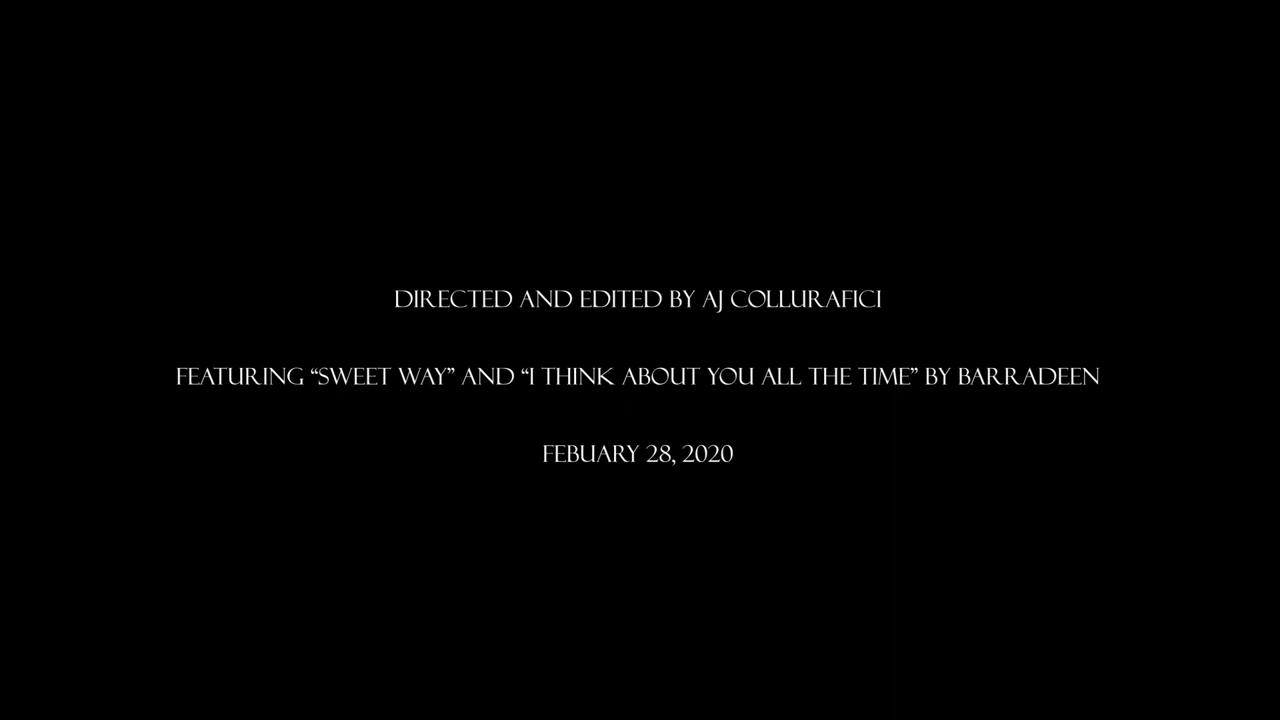 DIRECTED AND EDITED BY AJ COLLURAFICI
FEATURING “SWEET WAY” AND “I THINK ABOUT YOU ALL THE TIME” BY BARRADEEN
FEBUARY 28, 2020